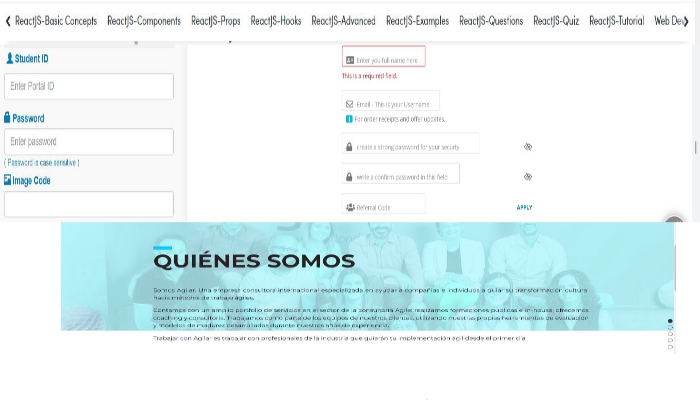 ReactJS-Basic Concepts ReactJS-Components ReactJS-Props ReactJS-Hooks ReactJS-Advanced ReactJS-Examples ReactJS-Questions ReactJS-Quiz ReactJS-Tutorial Web Dev
Student ID
Enter Portal ID
Password
Enter password
( Password is case sensitive )
Image Code
Enter you full name here
This is a required field.
Email - This is your Username
For order receipts and offer updates.
create a strong password for your security
write a confirm password in this field
Referral Code
APPLY
QUIÉNES SOMOS
Somos Agilar. Una empresa consultora internacional especializada en ayudar a compañías e individuos a guiar su transformación cultural
hacia métodos de trabajo ágiles.
Contamos con un amplio portfolio de servicios en el sector de la consultoría Agile: realizamos formaciones públicas e in-house, ofrecemos
coaching y consultoría. Trabajamos como parte de los equipos de nuestros clientes, utilizando nuestras propias herramientas de evaluación
y modelos de madurez desarrollados durante nuestros años de experiencia.
Trabajar con Agilar es trabajar con profesionales de la industria que guiarán tu implementación ágil desde el primer día